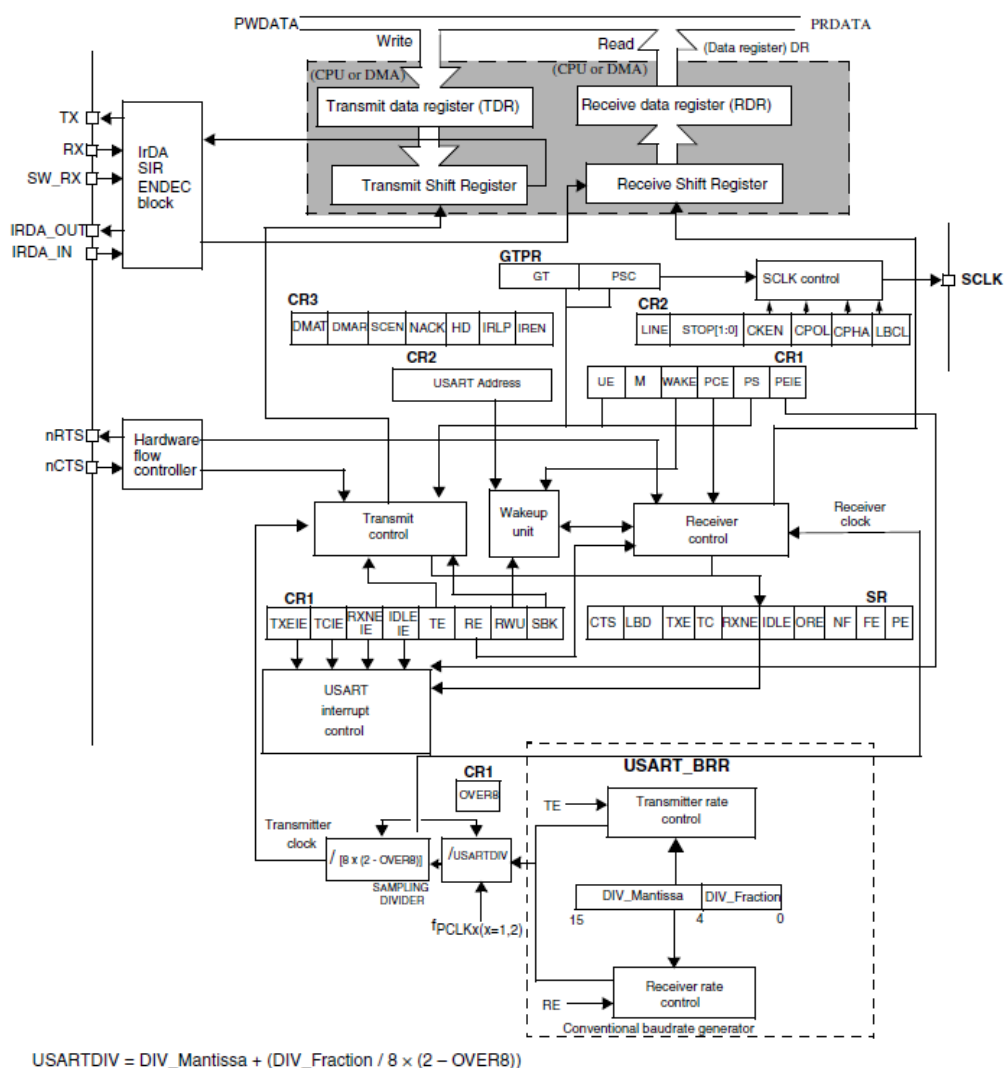 PWDATA
PRDATA
Write
Read
(Data register) DR
(CPU or DMA)
(CPU or DMA)
Transmit data register (TDR)
Receive data register (RDR)
TX
RX
SW_RX
IRDA_OUT
IRDA_IN
IrDA
SIR
ENDEC
block
Transmit Shift Register
Receive Shift Register
GTPR
GT
PSC
SCLK control
SCLK
CR3
DMAT
DMAR
SCEN
NACK
HD
IRLP
IREN
CR2
LINE
STOP[1:0]
CKEN
CPOL
CPHA
LBCL
CR2
USART Address
CR1
UE
M
WAKE
PCE
PS
PEIE
nRTS
nCTS
Hardware
flow
controller
Transmit
control
Wakeup
unit
Receiver
control
Receiver
clock
CR1
TXEIE
TCIE
RXNE
IE
IDLE
IE
TE
RE
RWU
SBK
SR
CTS
LBD
TXE
TC
RXNE
IDLE
ORE
NF
FE
PE
USART
interrupt
control
CR1
OVER8
Transmitter
clock
/ [8 x (2 - OVER8)]
SAMPLING
DIVIDER
/USARTDIV
fPCLKx(x=1,2)
USART_BRR
TE
Transmitter rate
control
DIV_Mantissa
DIV_Fraction
15
4
0
RE
Receiver rate
control
Conventional baudrate generator
USARTDIV = DIV_Mantissa + (DIV_Fraction / 8 × (2 – OVER8))